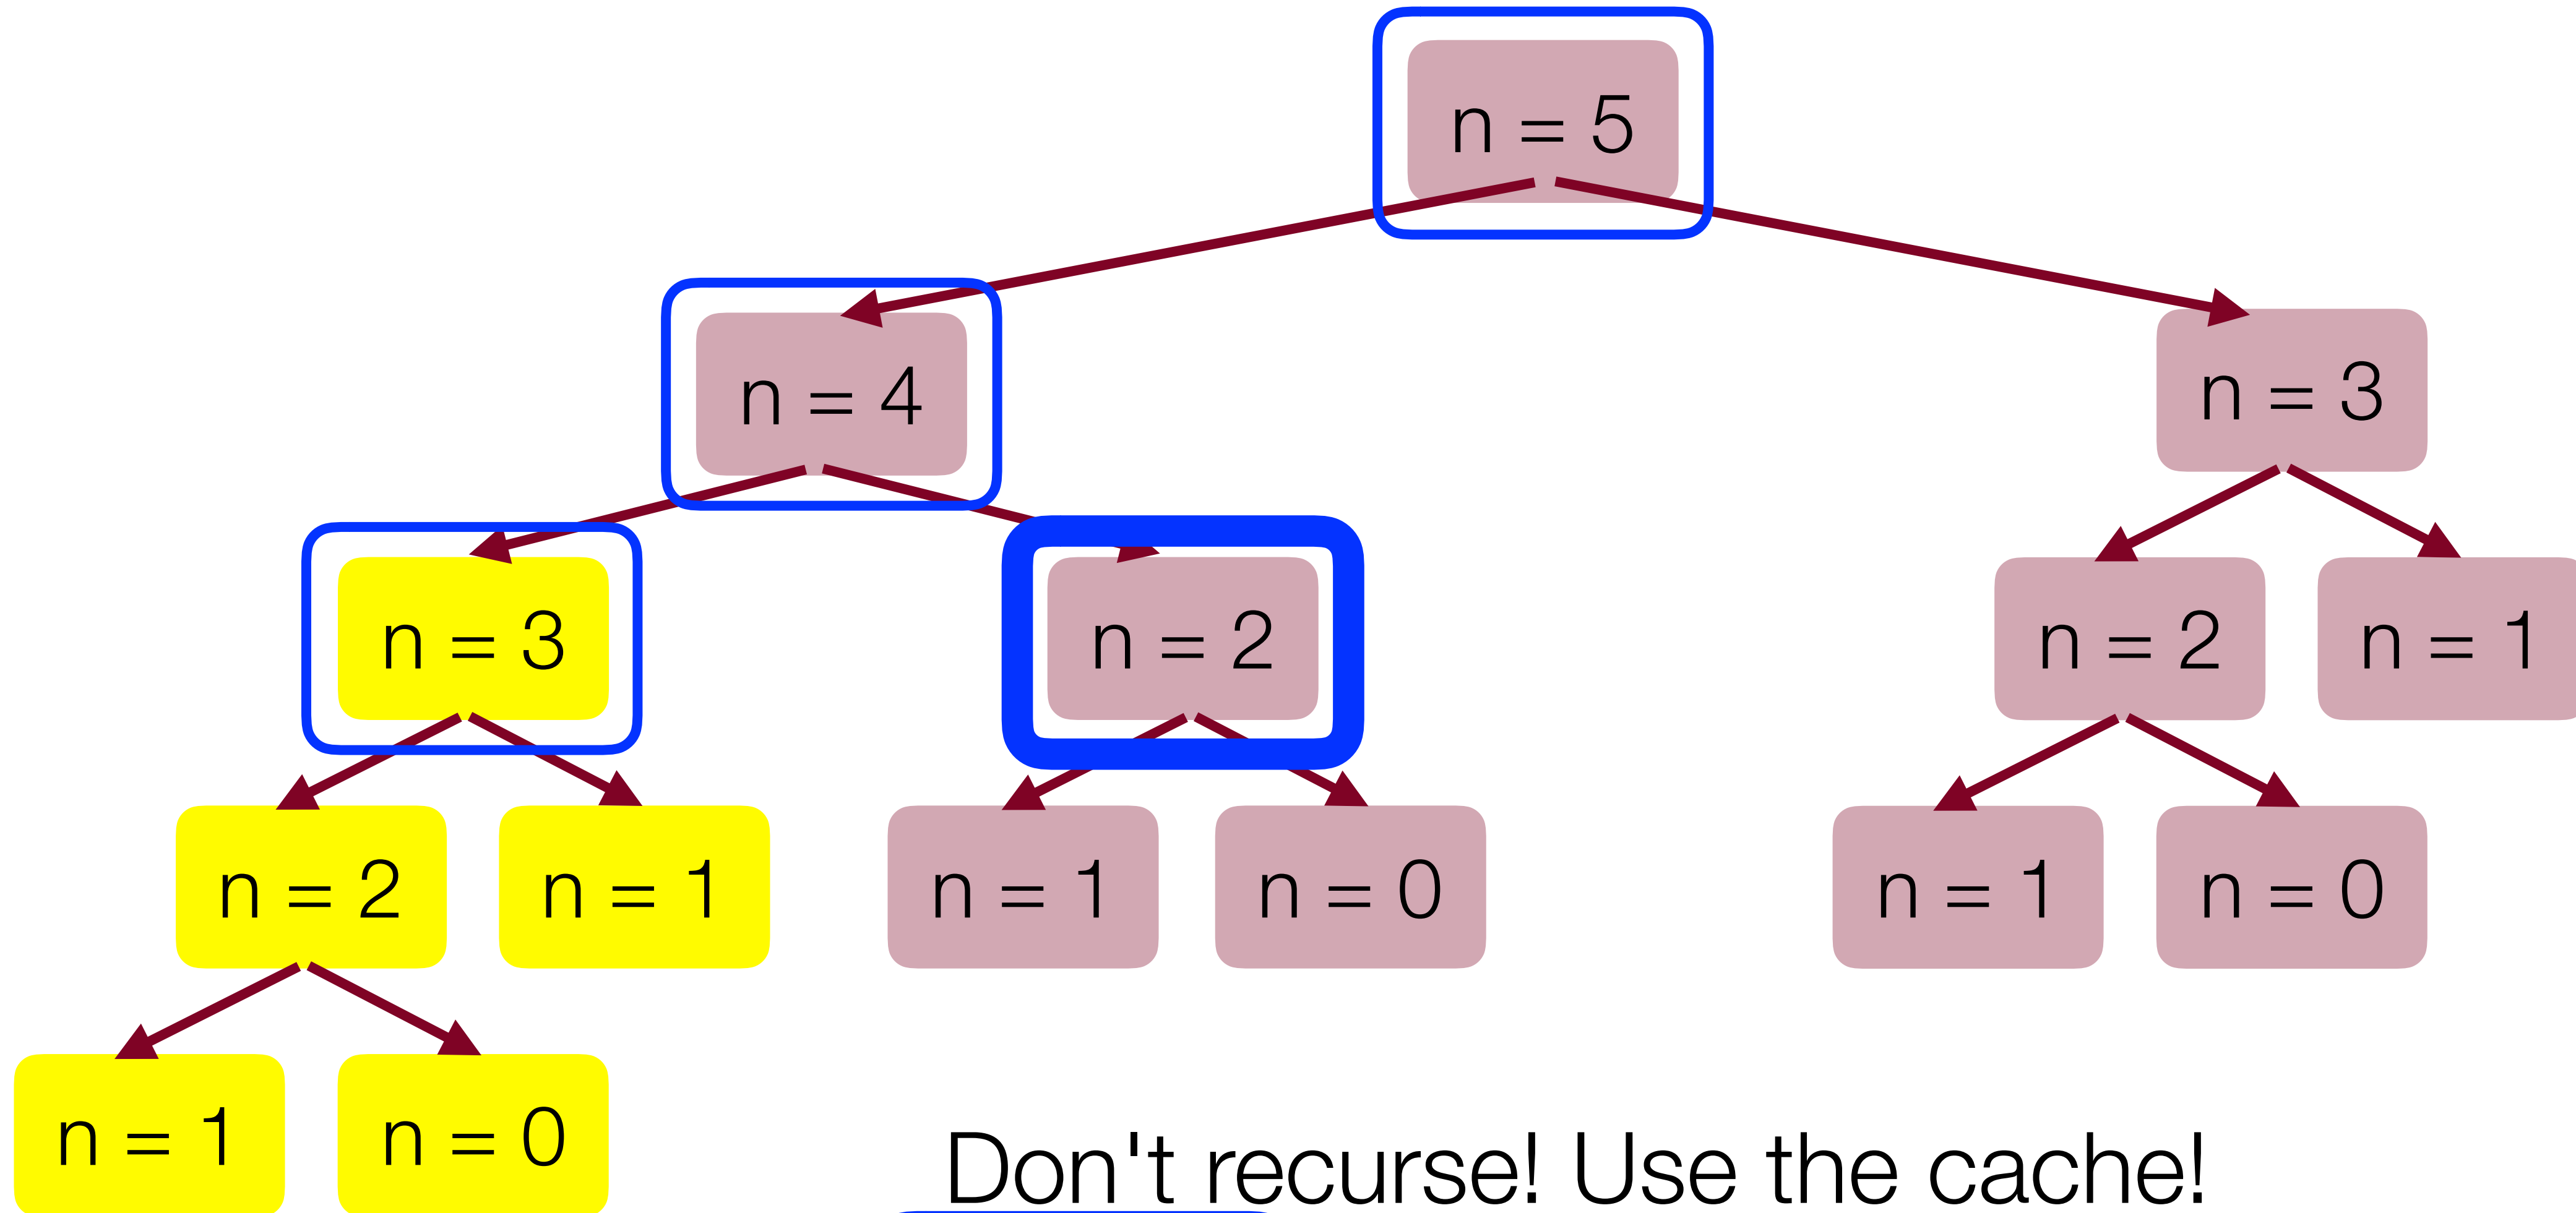 n = 5
n = 4
n = 3
n = 3
n = 2
n = 2
n = 1
n = 2
n = 1
n = 1
n = 0
n = 1
n = 0
n = 1
n = 0
Don't recurse! Use the cache!